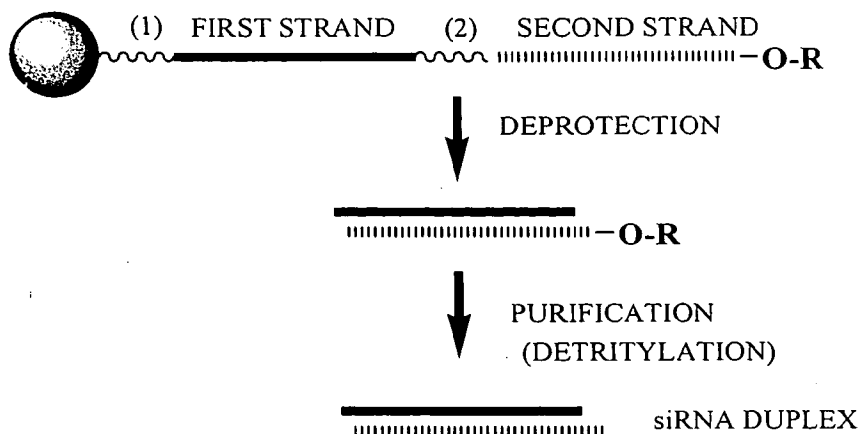 (1) FIRST STRAND (2) SECOND STRAND
-O-R
DEPROTECTION
-O-R
PURIFICATION
(DETRITYLATION)
siRNA DUPLEX